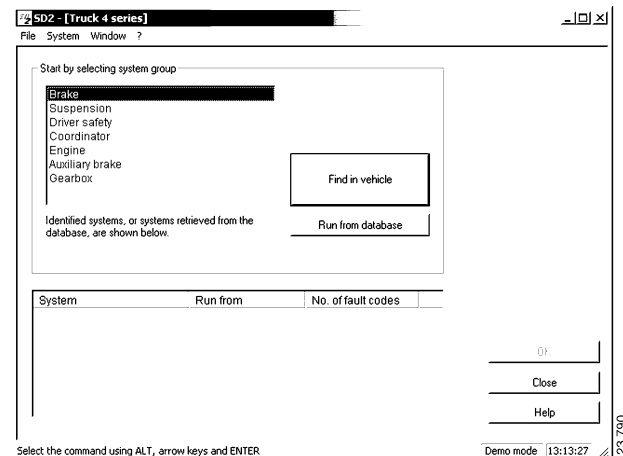 SD2 - [Truck 4 series]
File System Window ?
Start by selecting system group
Brake
Suspension
Driver safety
Coordinator
Engine
Auxiliary brake
Gearbox
Find in vehicle
Identified systems, or systems retrieved from the
database, are shown below.
Run from database
System Run from No. of fault codes
OK
Close
Help
Select the command using ALT, arrow keys and ENTER
Demo mode 13:13:27
23 790